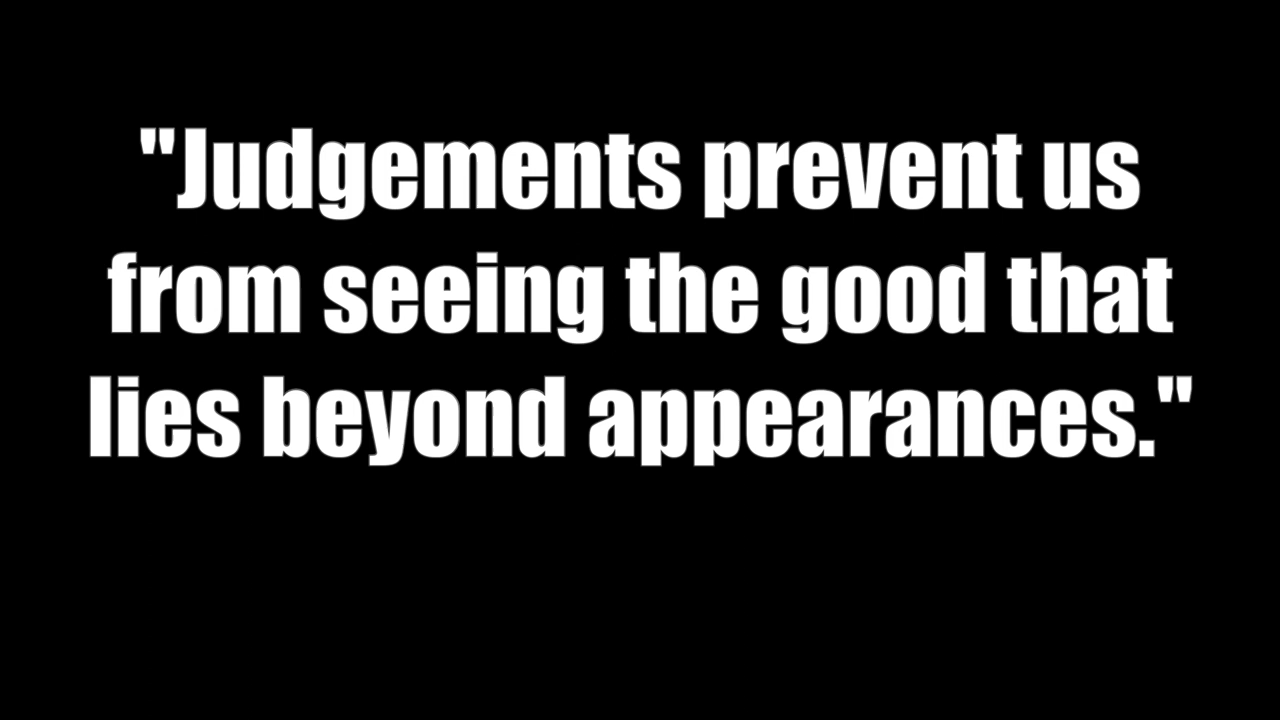 "Judgements prevent us
from seeing the good that
lies beyond appearances."